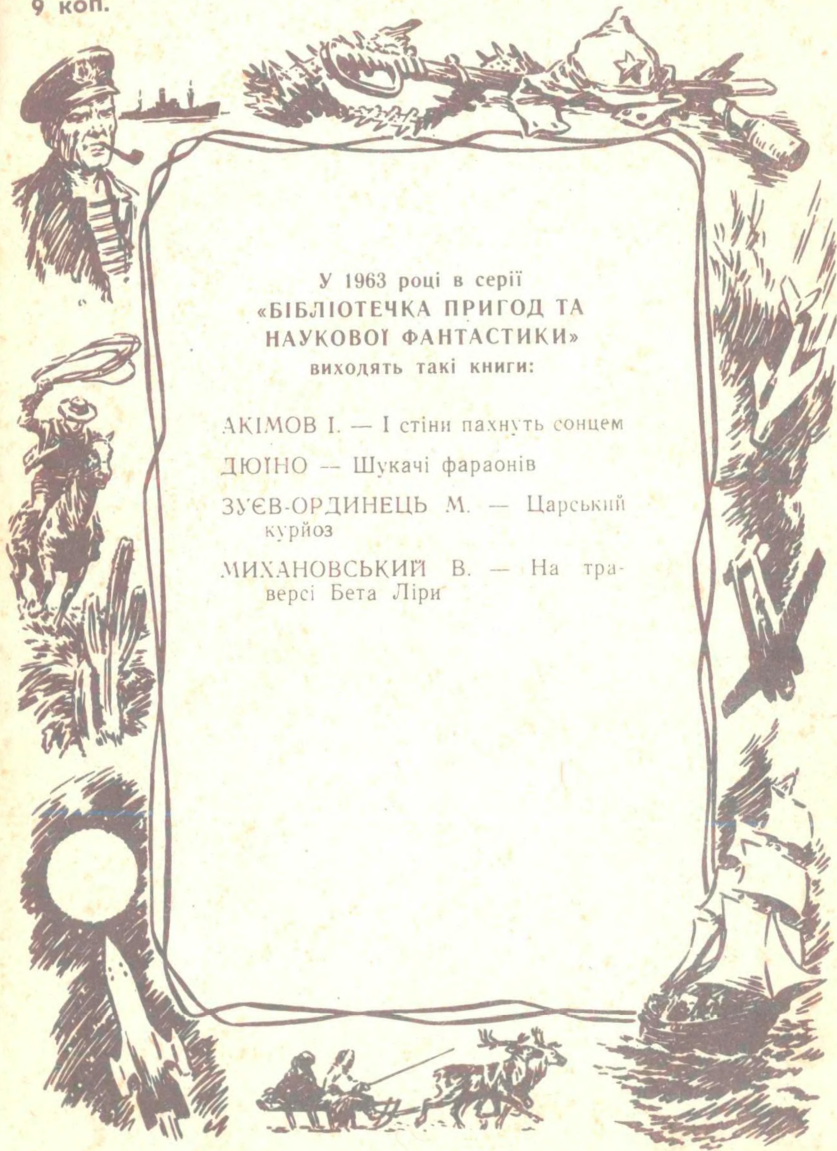 9 коп.
У 1963 році в серії
«БІБЛІОТЕЧКА ПРИГОД ТА
НАУКОВОЇ ФАНТАСТИКИ»
виходять такі книги:
АКІМОВ І. — І стіни пахнуть сонцем
ДЮЇНО — Шукачі фараонів
ЗУЄВ-ОРДИНЕЦЬ М. — Царський
курйоз
МИХАНОВСЬКИЙ В. — На тра-
версі Бета Ліри